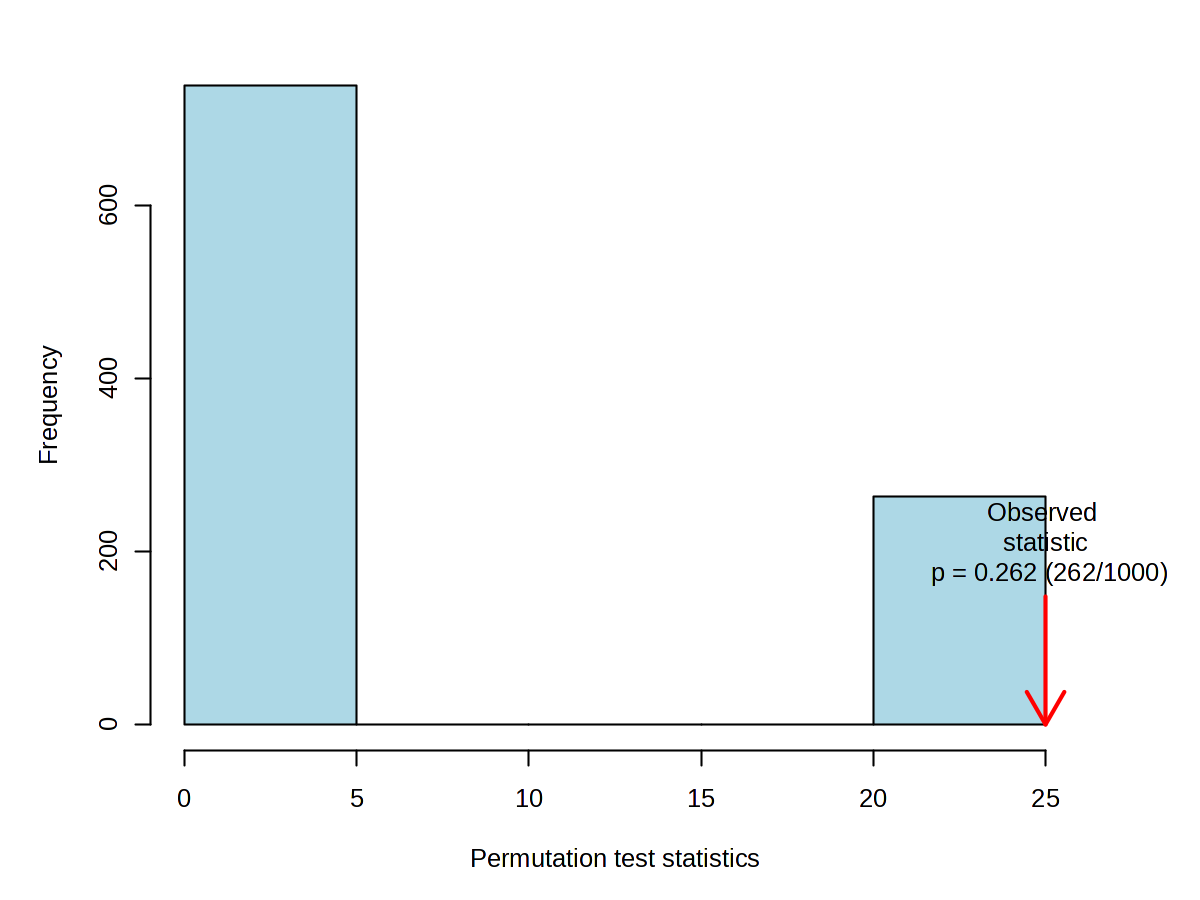 600
400
200
0
Frequency
Observed
statistic
p = 0.262 (262/1000)
0 5 10 15 20 25
Permutation test statistics